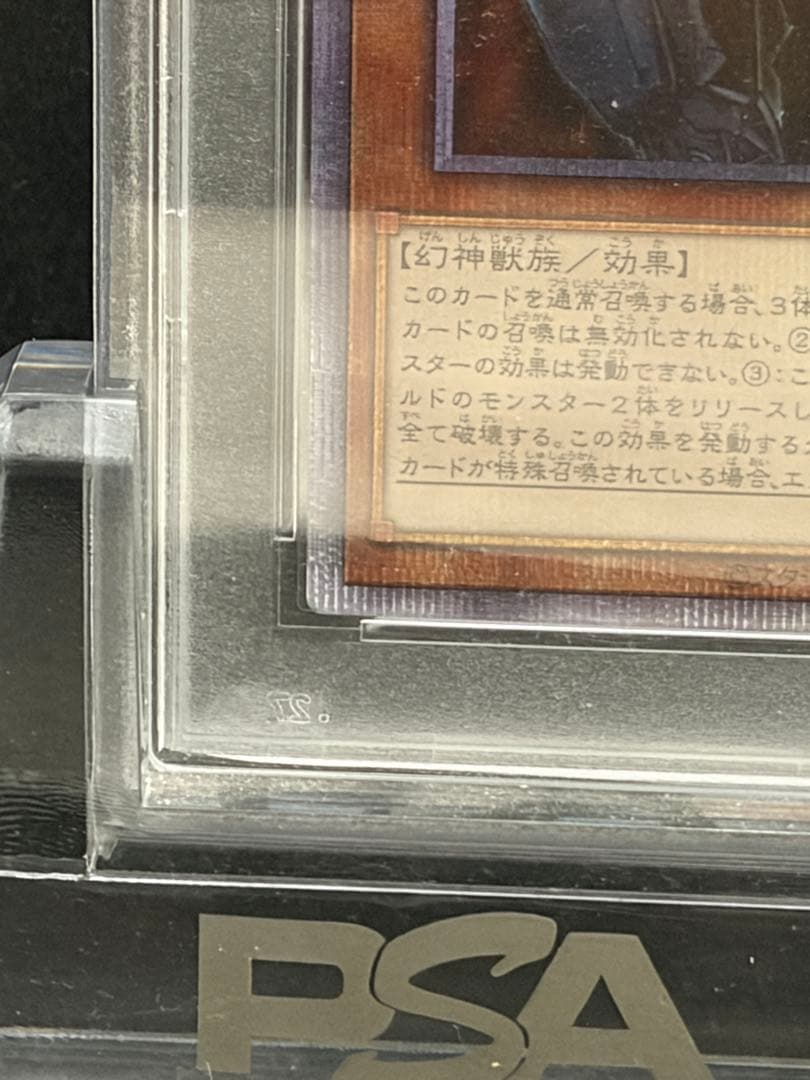 【幻神獣族／効果】
このカードを通常召喚する場合、3体
カードの召喚は無効化されない。②
スターの効果は発動できない。③：こ
ルドのモンスター2体をリリースし
全て破壊する。この効果を発動する
カードが特殊召喚されている場合、エ
スタ
PSA